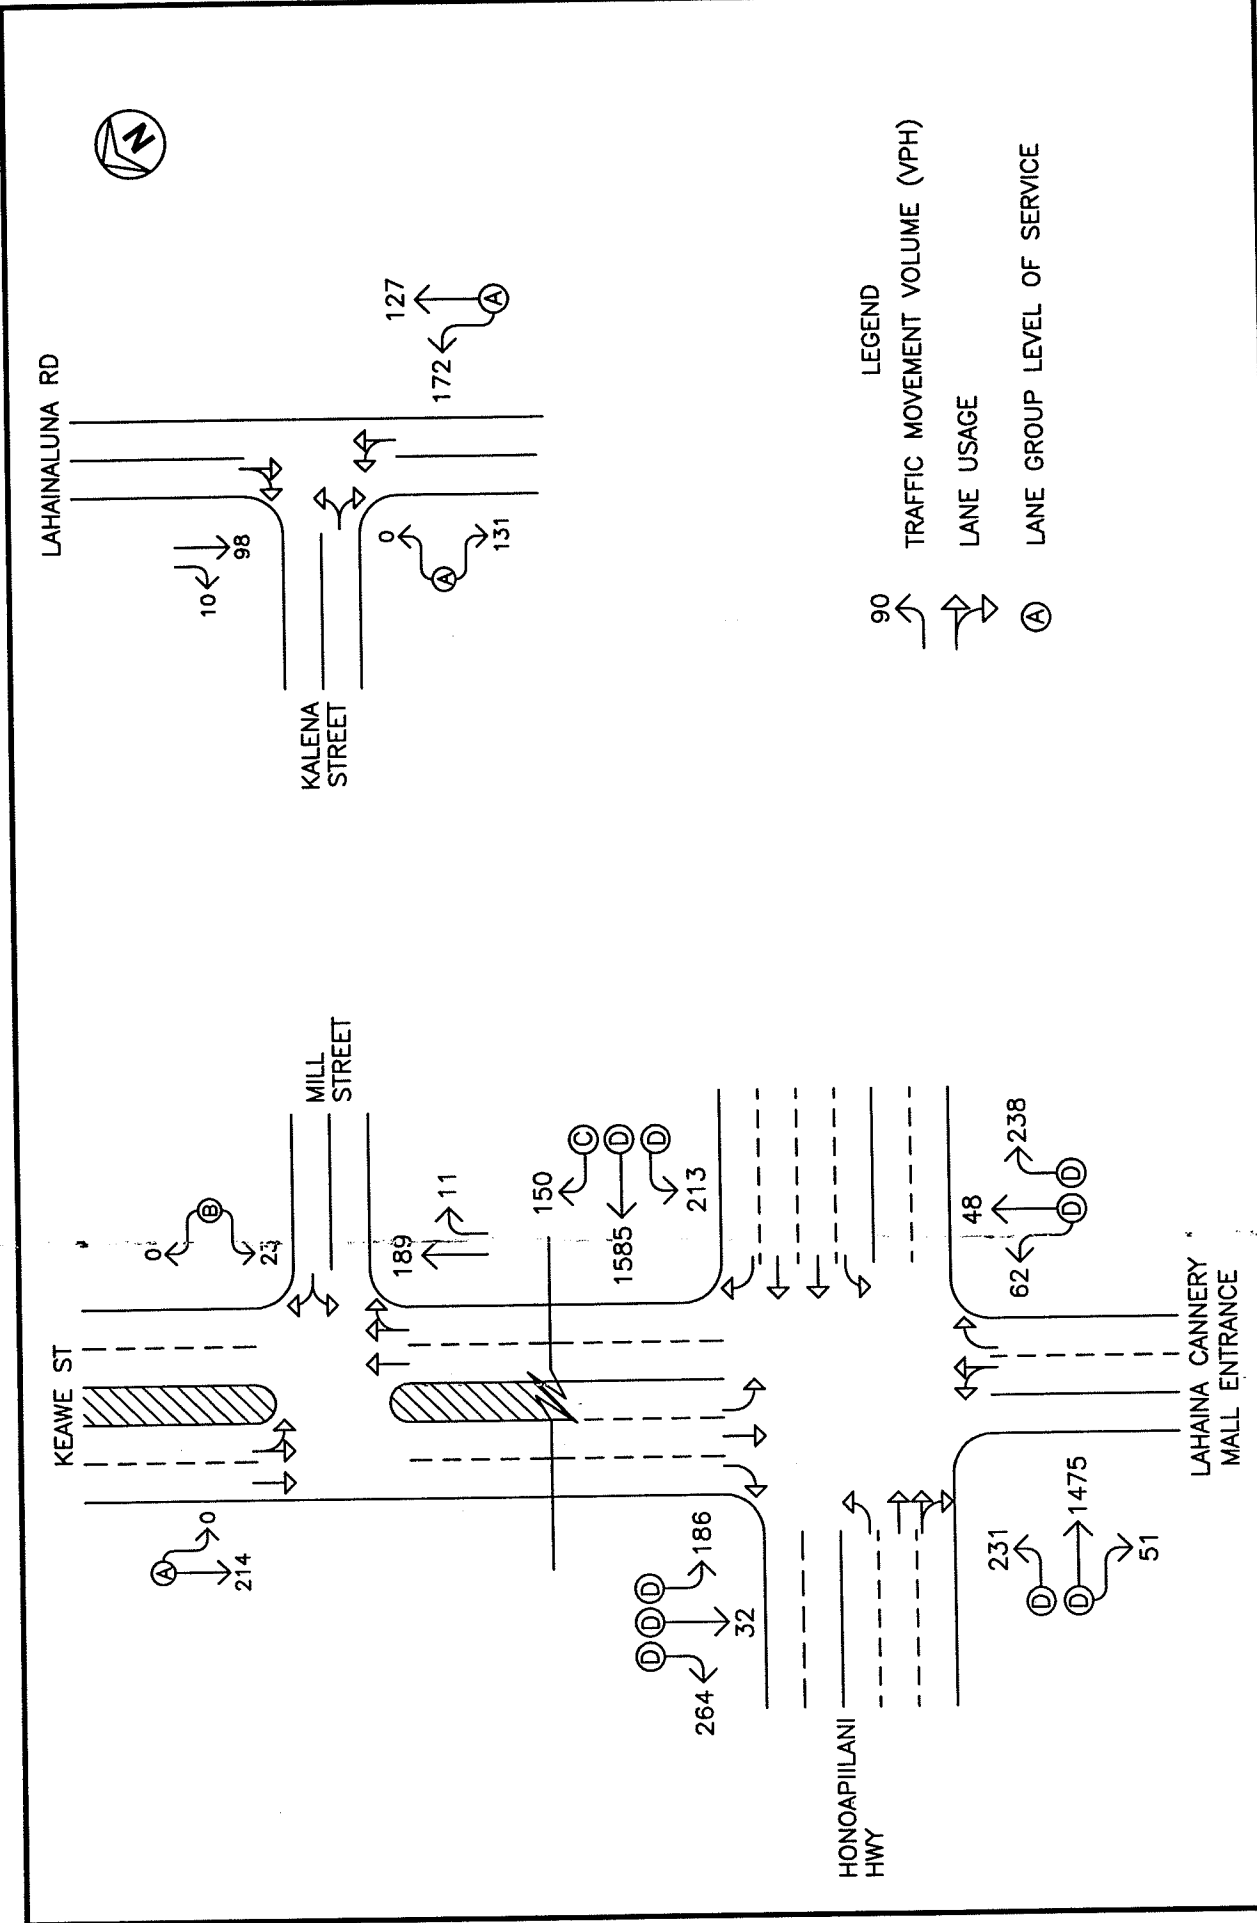 N
LAHAINALUNA RD
10
98
127
172
A
0
A
131
KALENA
STREET
LEGEND
90
TRAFFIC MOVEMENT VOLUME (VPH)
LANE USAGE
A
LANE GROUP LEVEL OF SERVICE
KEAWE ST
MILL
STREET
0
B
A
0
214
189
11
150
C
1585
D
D
213
D
D
D
264
32
186
HONOAPIILANI
HWY
231
D
1475
D
51
48
238
62
D
D
LAHAINA CANNERY
MALL ENTRANCE